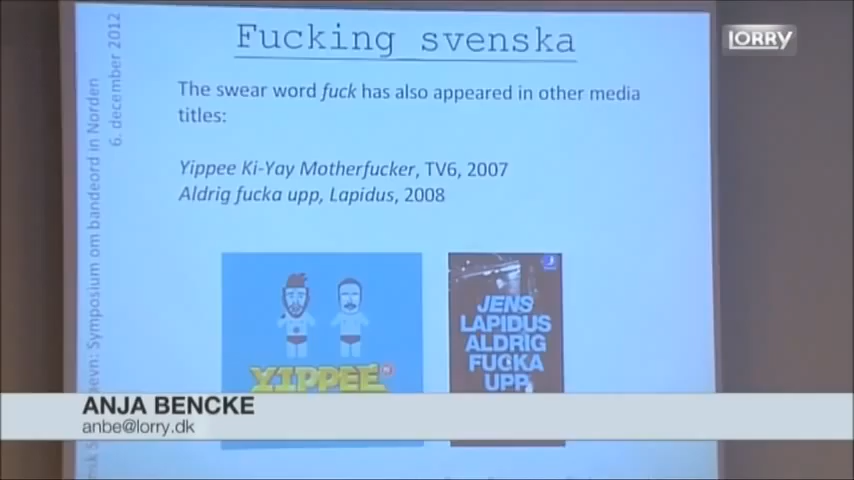 LORRY
Fucking svenska
The swear word fuck has also appeared in other media
titles:
Yippee Ki-Yay Motherfucker, TV6, 2007
Aldrig fucka upp, Lapidus, 2008
6. december 2012
Symposium om bandeord in Norden
YIPPEE
JENS
LAPIDUS
ALDRIG
FUCKA
UPP
ANJA BENCKE
anbe@lorry.dk